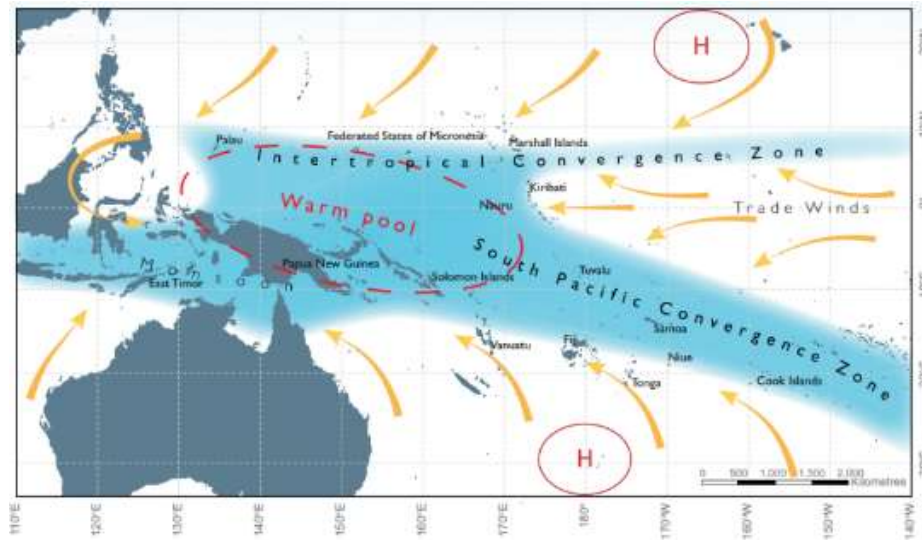 H
Palau
Federated States of Micronesia
Marshall Islands
Intertropical Convergence Zone
Kiribati
Warm pool
Nauru
Trade Winds
South Pacific Convergence Zone
Monsoon
East Timor
Papua New Guinea
Solomon Islands
Tuvalu
Samoa
Vanuatu
Fiji
Niue
Tonga
Cook Islands
H
0 500 1,000 1,500 2,000
Kilometres
110°E 120°E 130°E 140°E 150°E 160°E 170°E 180° 170°W 160°W 150°W 140°W